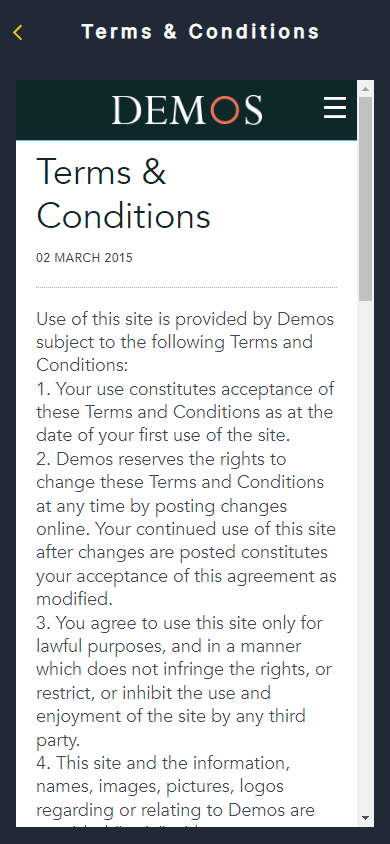 Terms & Conditions
DEMOS
Terms &
Conditions
02 MARCH 2015
Use of this site is provided by Demos
subject to the following Terms and
Conditions:
1. Your use constitutes acceptance of
these Terms and Conditions as at the
date of your first use of the site.
2. Demos reserves the rights to
change these Terms and Conditions
at any time by posting changes
online. Your continued use of this site
after changes are posted constitutes
your acceptance of this agreement as
modified.
3. You agree to use this site only for
lawful purposes, and in a manner
which does not infringe the rights, or
restrict, or inhibit the use and
enjoyment of the site by any third
party.
4. This site and the information,
names, images, pictures, logos
regarding or relating to Demos are